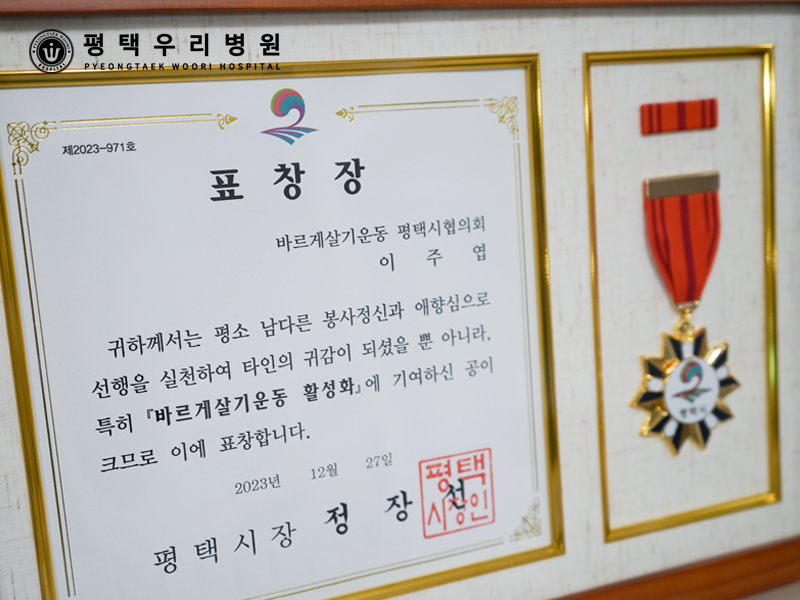 평택우리병원
PYEONGTAEK WOORI HOSPITAL
제2023-971호
표 창 장
바르게살기운동 평택시협의회
이 주 엽
귀하께서는 평소 남다른 봉사정신과 애향심으로
선행을 실천하여 타인의 귀감이 되셨을 뿐 아니라,
특히 『바르게살기운동 활성화』에 기여하신 공이
크므로 이에 표창합니다.
2023년 12월 27일
평 택 시 장 정 장 선
평택
시장인
평택시